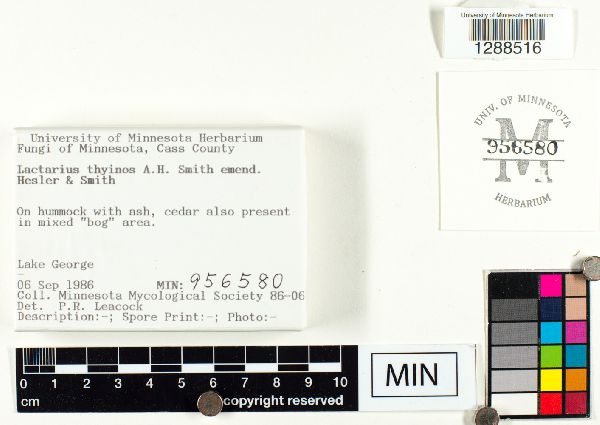 University of Minnesota Herbarium
1288516
UNIV. OF MINNESOTA
M
956580
HERBARIUM
University of Minnesota Herbarium
Fungi of Minnesota, Cass County
Lactarius thyinos A.H. Smith emend.
Hesler & Smith
On hummock with ash, cedar also present
in mixed "bog" area.
Lake George
-
06 Sep 1986 MIN: 956580
Coll. Minnesota Mycological Society 86-06
Det. P.R. Leacock
Description:-; Spore Print:-; Photo:-
0 1 2 3 4 5 6 7 8 9 10
cm copyright reserved
MIN